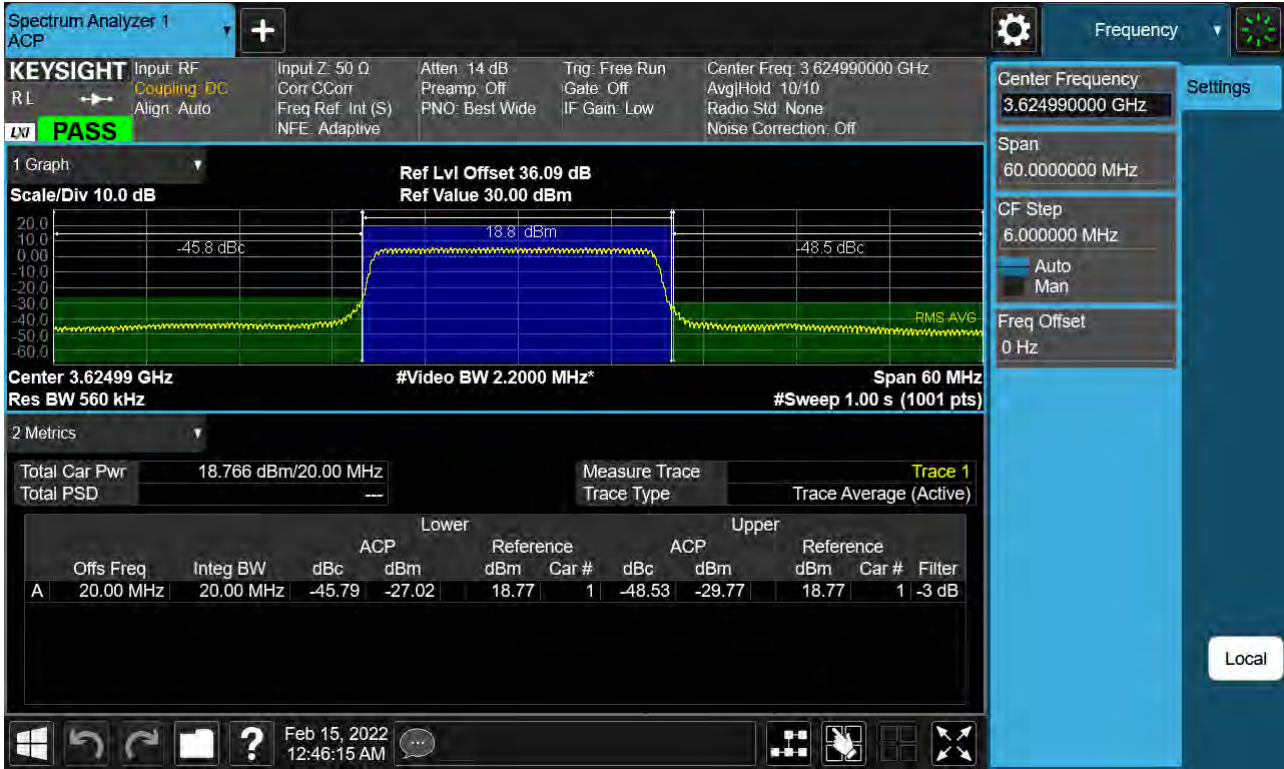 Spectrum Analyzer 1
ACP
+
Frequency
KEYSIGHT
RL
LXI
PASS
Input: RF
Coupling: DC
Align: Auto
Input Z: 50 Ω
Corr CCorr
Freq Ref: Int (S)
NFE: Adaptive
Atten: 14 dB
Preamp: Off
PNO: Best Wide
Trig: Free Run
Gate: Off
IF Gain: Low
Center Freq: 3.624990000 GHz
Avg|Hold: 10/10
Radio Std: None
Noise Correction: Off
1 Graph
Scale/Div 10.0 dB
Ref Lvl Offset 36.09 dB
Ref Value 30.00 dBm
20.0
10.0
0.00
-10.0
-20.0
-30.0
-40.0
-50.0
-60.0
-45.8 dBc
18.8 dBm
-48.5 dBc
RMS AVG
Center 3.62499 GHz #Video BW 2.2000 MHz* Span 60 MHz
Res BW 560 kHz #Sweep 1.00 s (1001 pts)
2 Metrics
Total Car Pwr 18.766 dBm/20.00 MHz Measure Trace Trace 1
Total PSD --- Trace Type Trace Average (Active)
Lower Upper
ACP Reference ACP Reference
Offs Freq Integ BW dBc dBm dBm Car # dBc dBm dBm Car # Filter
A 20.00 MHz 20.00 MHz -45.79 -27.02 18.77 1 -48.53 -29.77 18.77 1 -3 dB
Center Frequency
3.624990000 GHz
Settings
Span
60.0000000 MHz
CF Step
6.000000 MHz
Auto
Man
Freq Offset
0 Hz
Local
?
Feb 15, 2022
12:46:15 AM